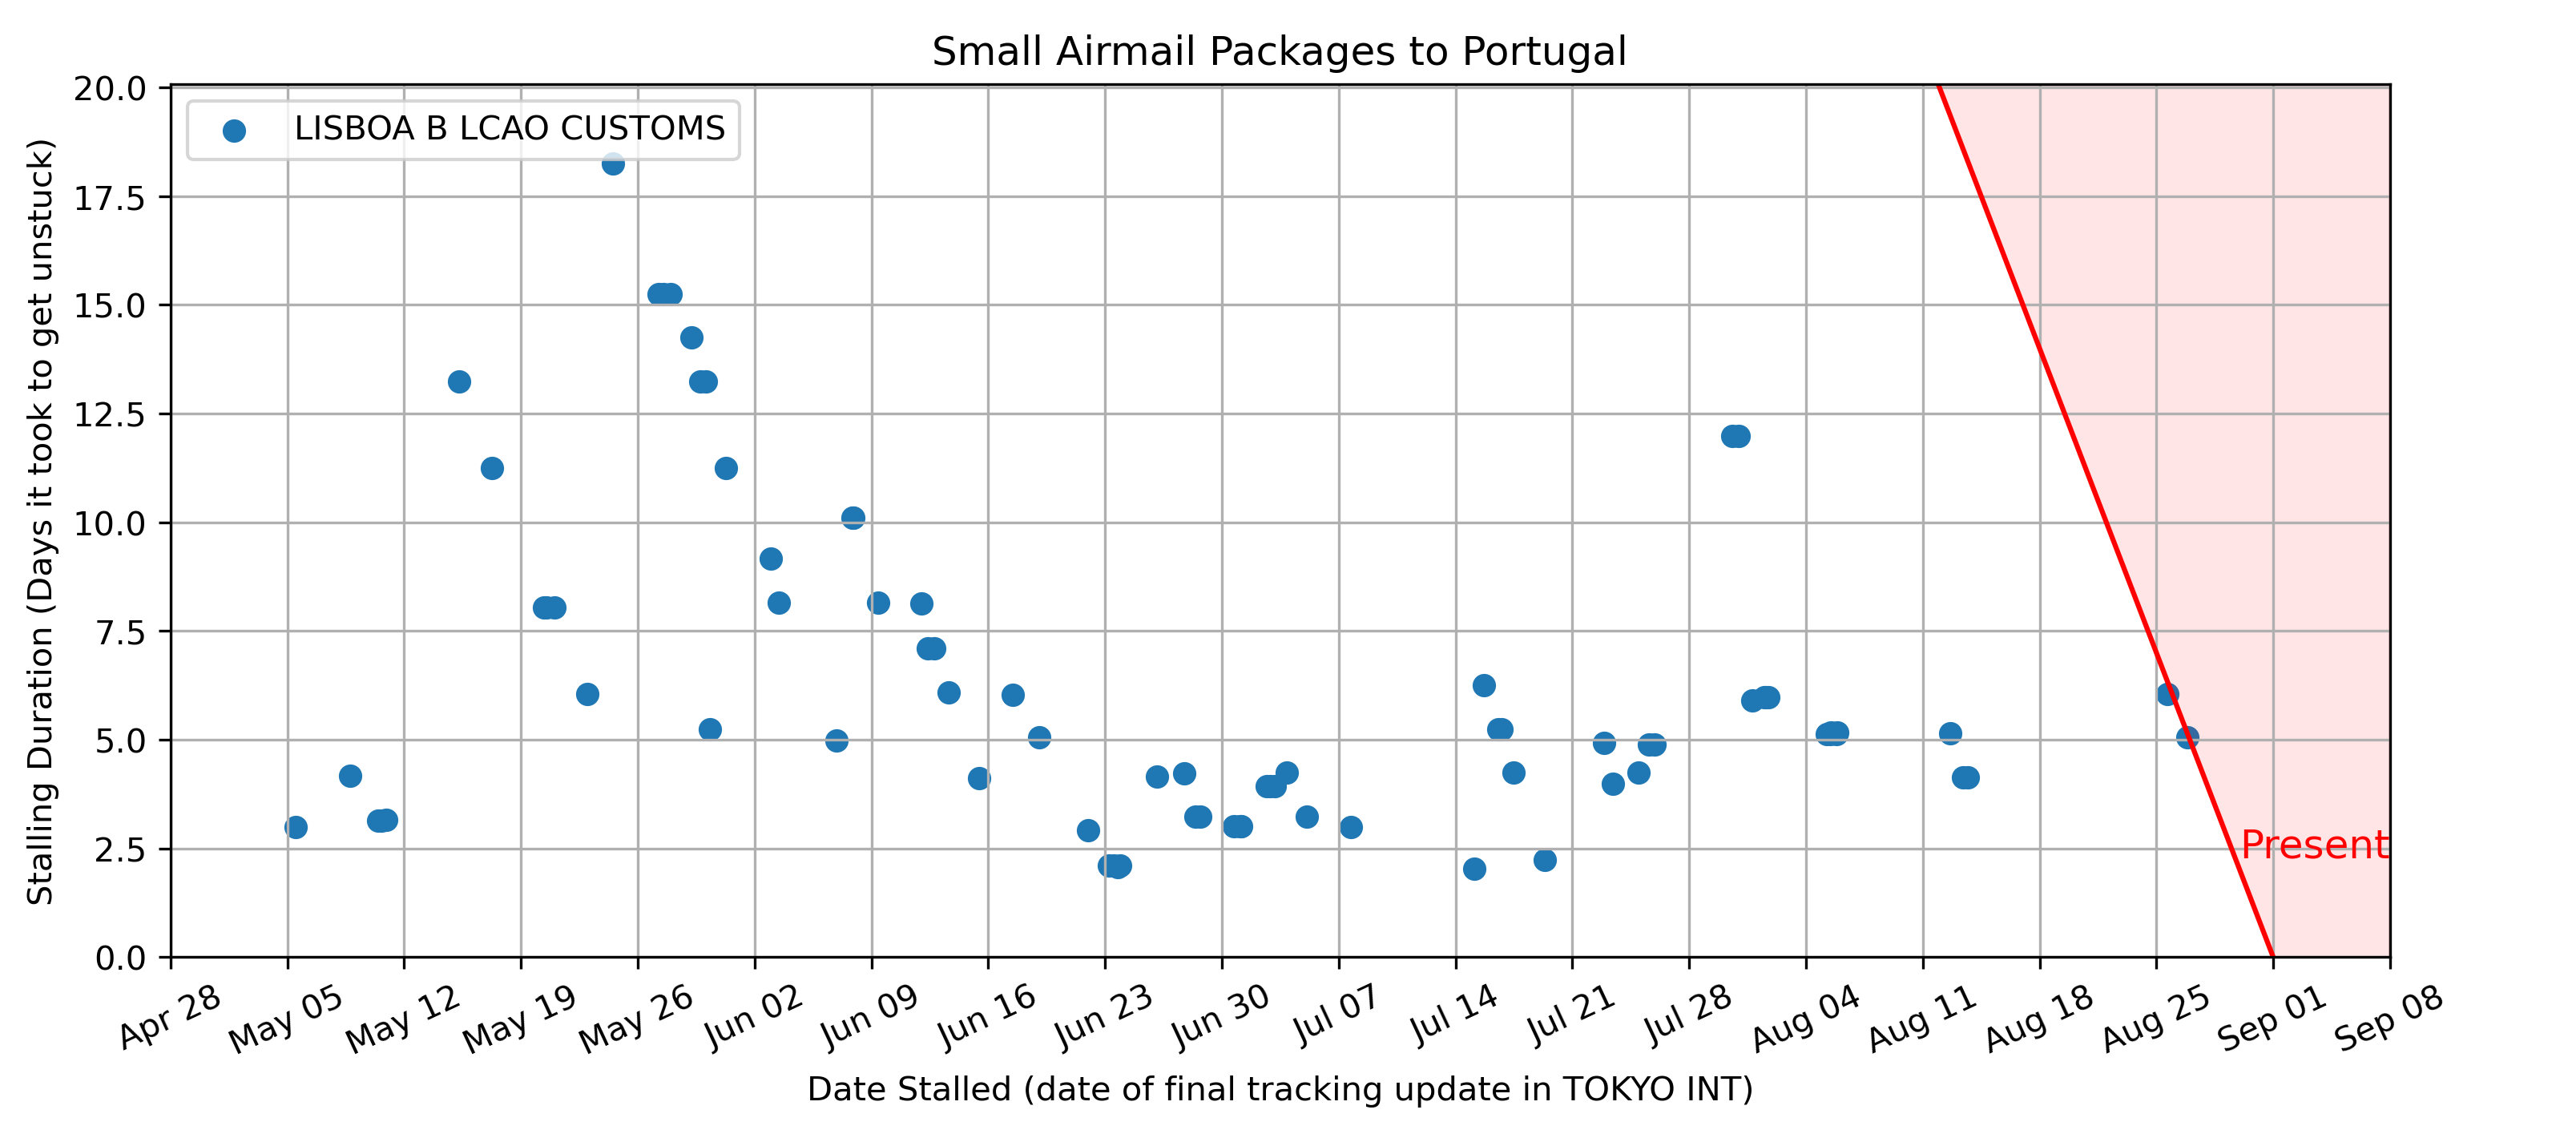 Small Airmail Packages to Portugal
LISBOA B LCAO CUSTOMS
Stalling Duration (Days it took to get unstuck)
20.0
17.5
15.0
12.5
10.0
7.5
5.0
2.5
0.0
Present
Apr 28
May 05
May 12
May 19
May 26
Jun 02
Jun 09
Jun 16
Jun 23
Jun 30
Jul 07
Jul 14
Jul 21
Jul 28
Aug 04
Aug 11
Aug 18
Aug 25
Sep 01
Sep 08
Date Stalled (date of final tracking update in TOKYO INT)